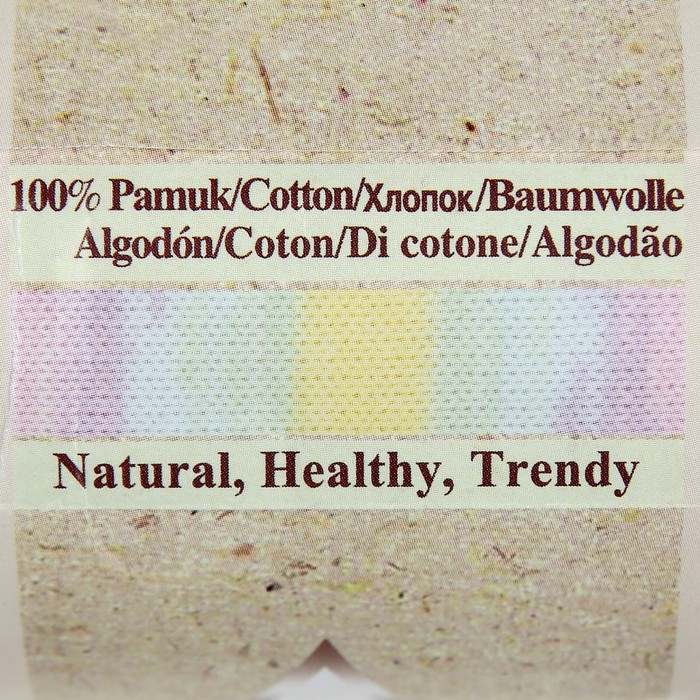 100% Pamuk/Cotton/Хлопок/Baumwolle
Algodón/Coton/Di cotone/Algodão
Natural, Healthy, Trendy